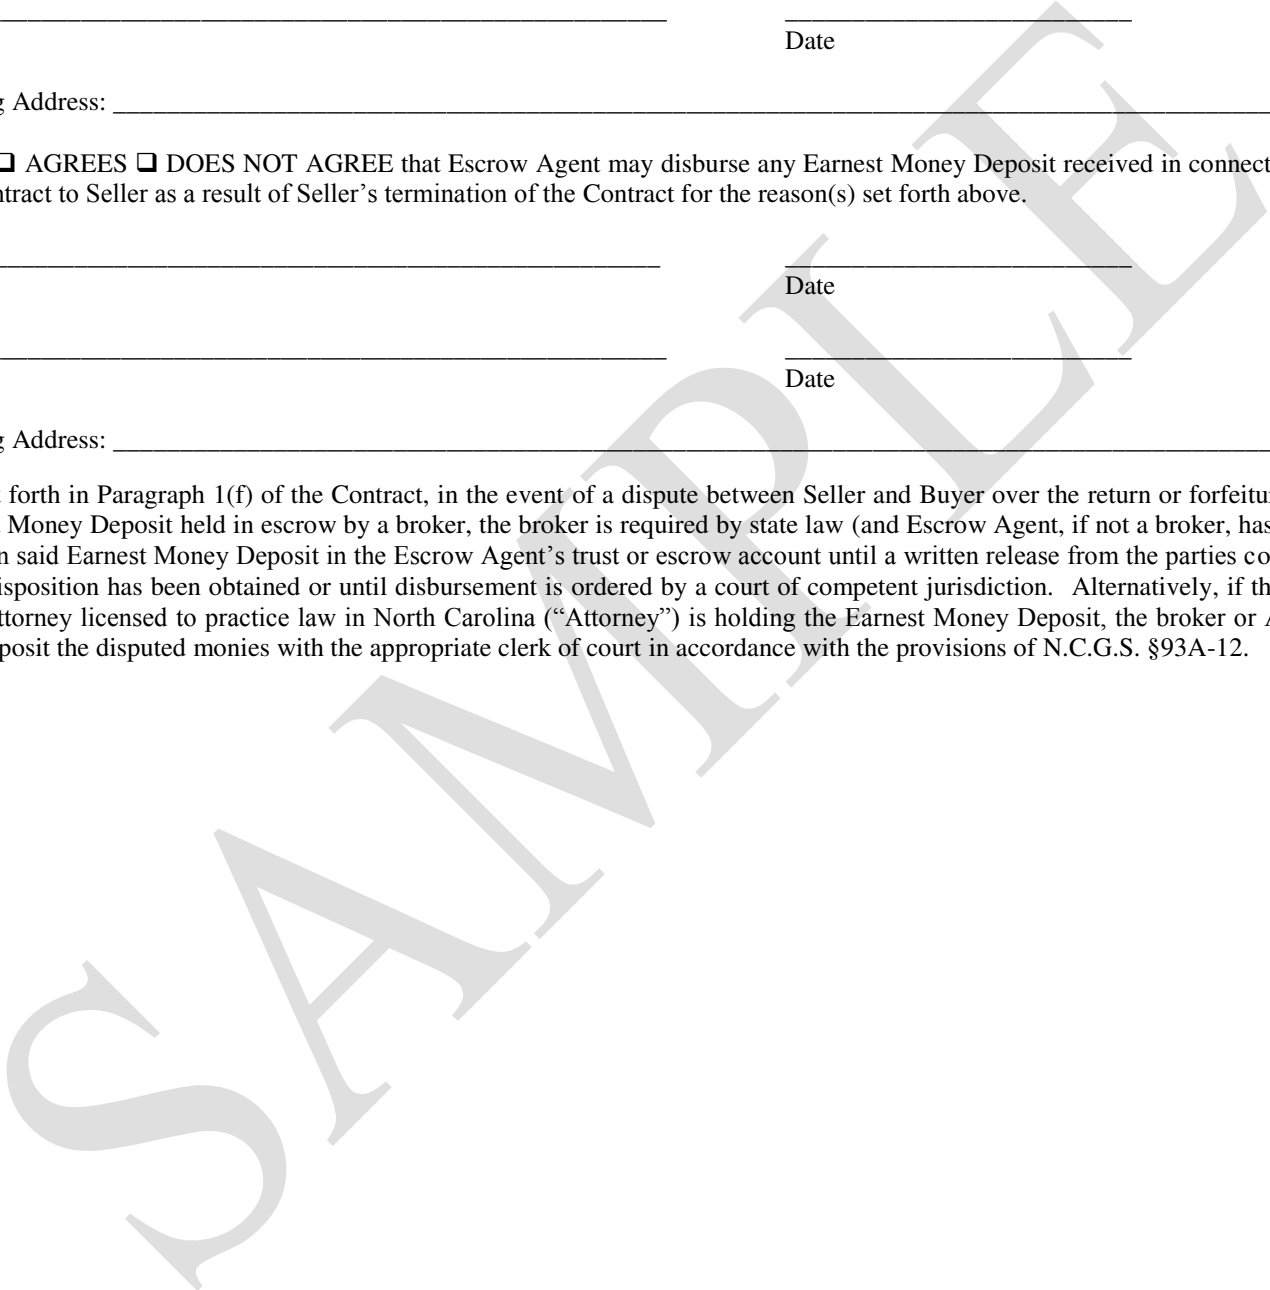 ____________________________________________________ __________________________
Date
g Address: ______________________________________________________________________________________
❑ AGREES ❑ DOES NOT AGREE that Escrow Agent may disburse any Earnest Money Deposit received in connect
ntract to Seller as a result of Seller’s termination of the Contract for the reason(s) set forth above.
____________________________________________________ __________________________
Date
____________________________________________________ __________________________
Date
g Address: ______________________________________________________________________________________
t forth in Paragraph 1(f) of the Contract, in the event of a dispute between Seller and Buyer over the return or forfeitu
Money Deposit held in escrow by a broker, the broker is required by state law (and Escrow Agent, if not a broker, has
n said Earnest Money Deposit in the Escrow Agent’s trust or escrow account until a written release from the parties co
isposition has been obtained or until disbursement is ordered by a court of competent jurisdiction. Alternatively, if th
ttorney licensed to practice law in North Carolina (“Attorney”) is holding the Earnest Money Deposit, the broker or A
posit the disputed monies with the appropriate clerk of court in accordance with the provisions of N.C.G.S. §93A-12.
SAMPLE